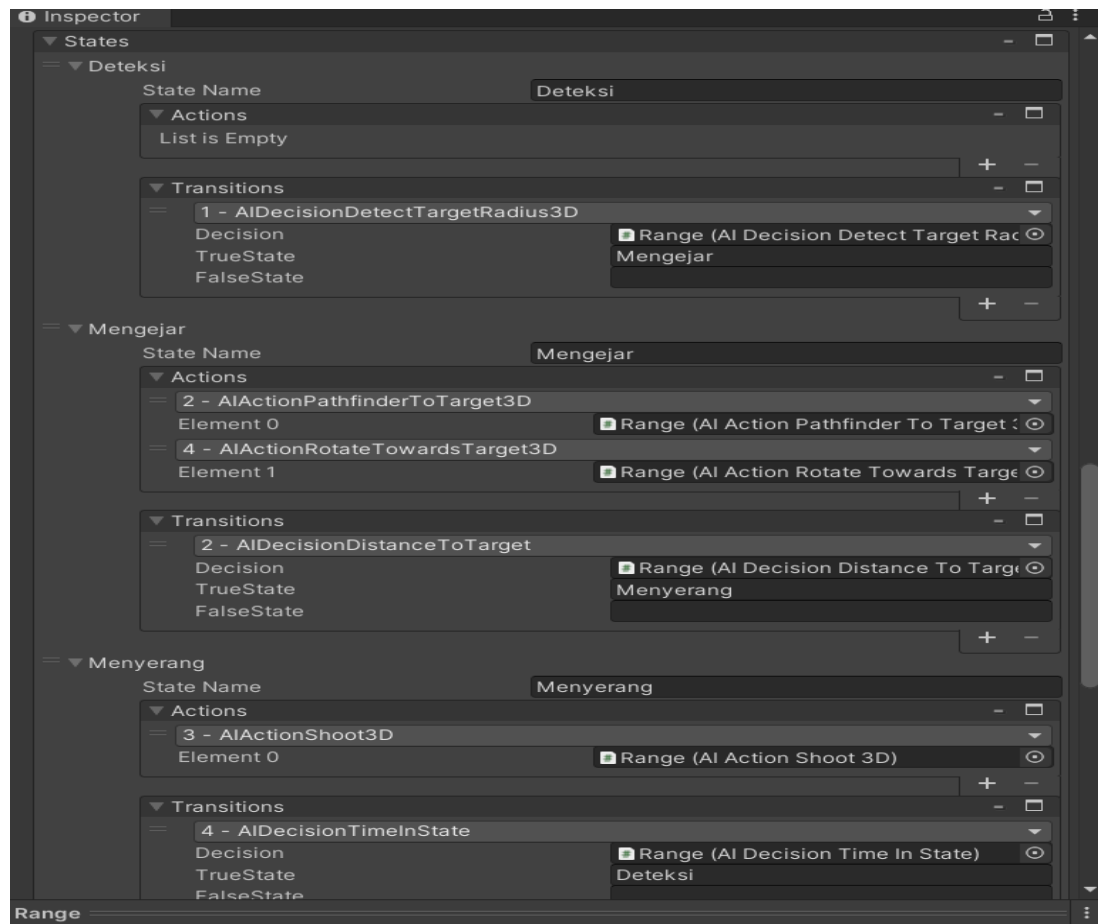 Inspector
States
Deteksi
State Name Deteksi
Actions
List is Empty
Transitions
1 - AIDecisionDetectTargetRadius3D
Decision Range (AI Decision Detect Target Rac
TrueState Mengejar
FalseState
Mengejar
State Name Mengejar
Actions
2 - AIActionPathfinderToTarget3D
Element 0 Range (AI Action Pathfinder To Target :
4 - AIActionRotateTowardsTarget3D
Element 1 Range (AI Action Rotate Towards Targe
Transitions
2 - AIDecisionDistanceToTarget
Decision Range (AI Decision Distance To Targe
TrueState Menyerang
FalseState
Menyerang
State Name Menyerang
Actions
3 - AIActionShoot3D
Element 0 Range (AI Action Shoot 3D)
Transitions
4 - AIDecisionTimeInState
Decision Range (AI Decision Time In State)
TrueState Deteksi
FalseState
Range